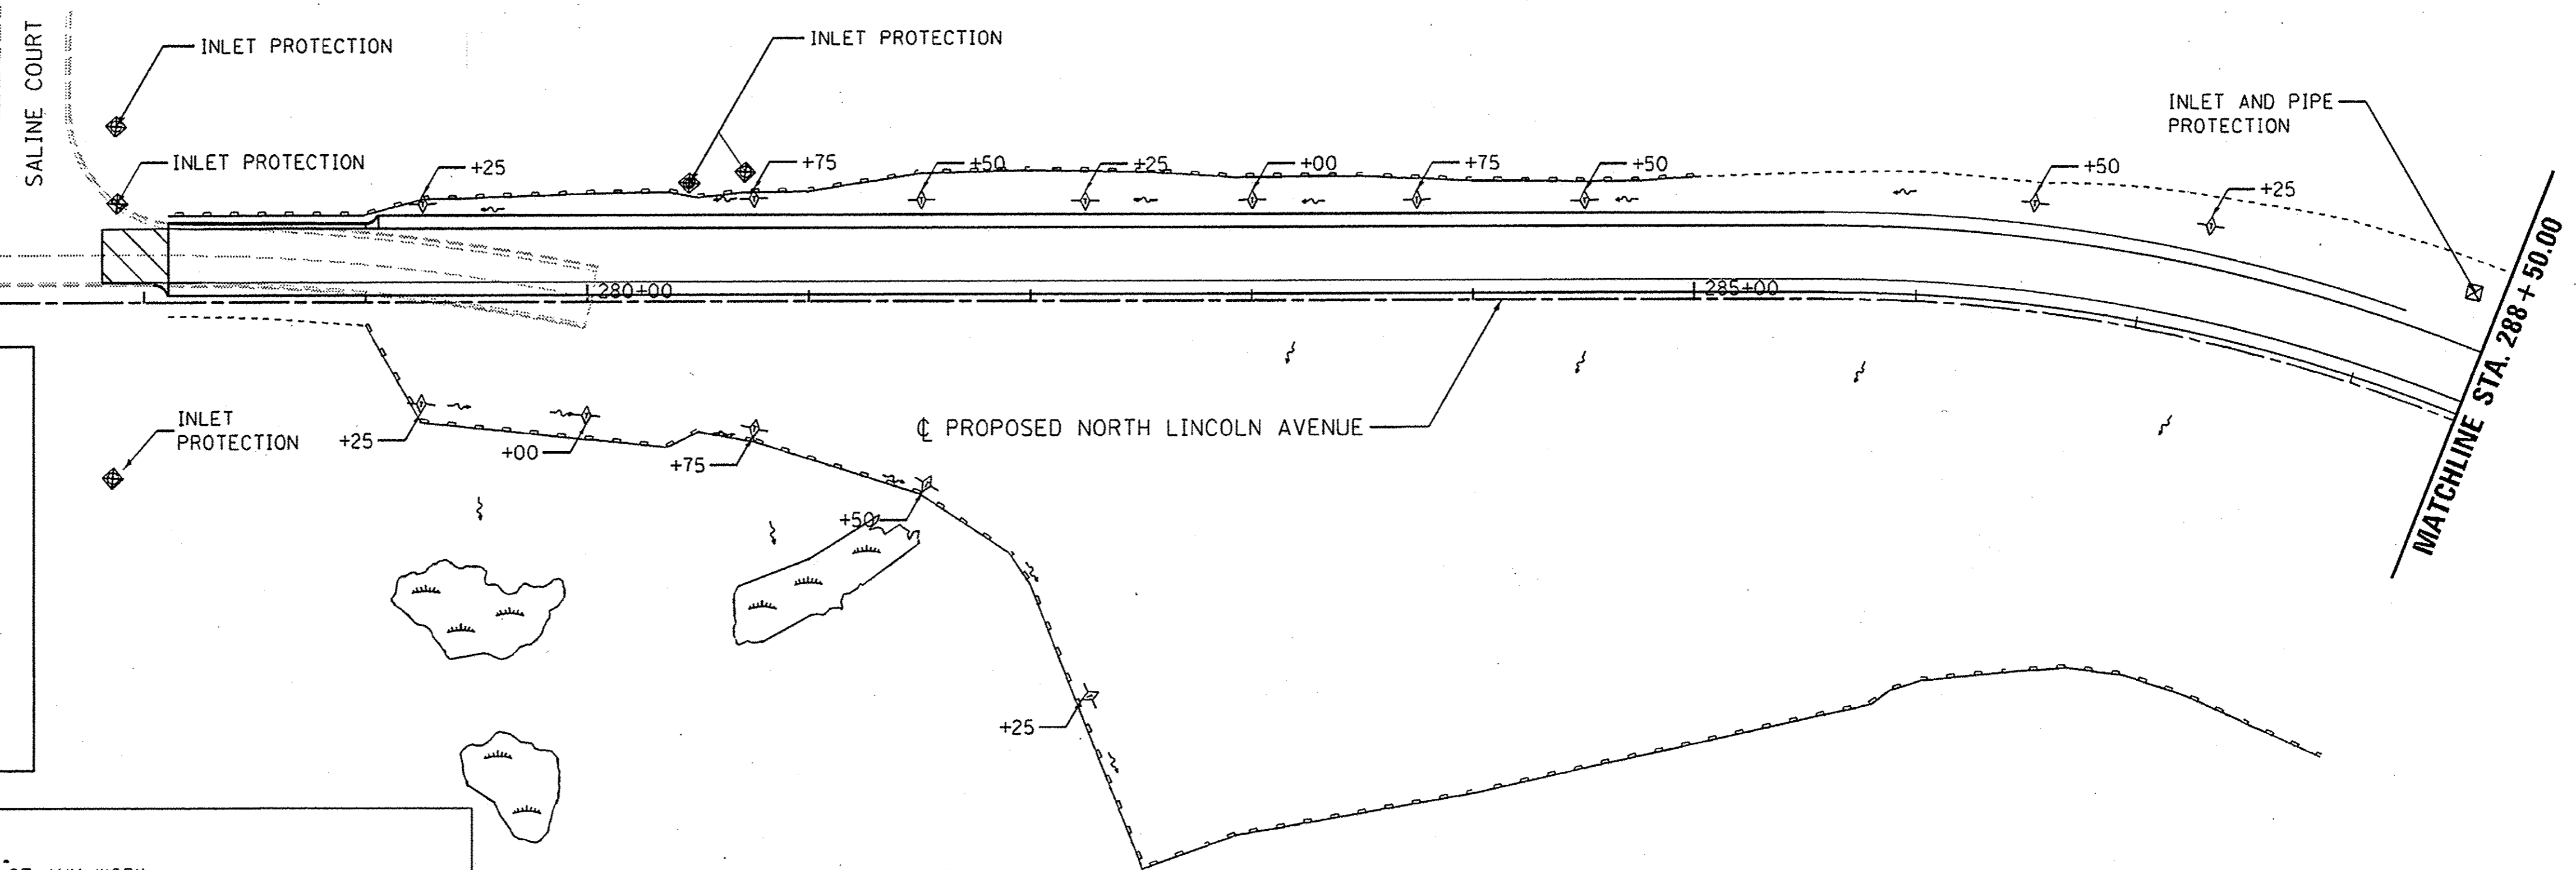 SALINE COURT
INLET PROTECTION
INLET PROTECTION
INLET PROTECTION
INLET AND PIPE
PROTECTION
+25
+75
+50
+25
+00
+75
+50
+50
+25
280+00
285+00
MATCHLINE STA. 288+50.00
INLET
PROTECTION
+25
+00
+75
+50
℄ PROPOSED NORTH LINCOLN AVENUE
+25